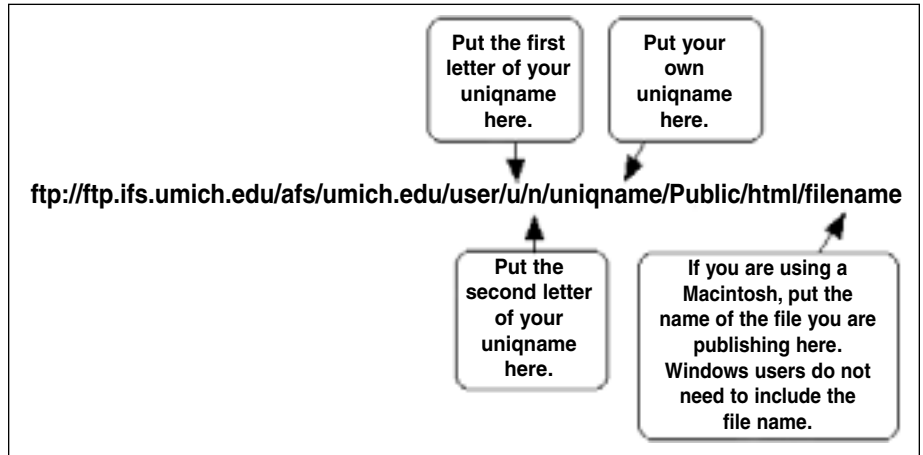 Put the first
letter of your
uniqname
here.
Put your
own
uniqname
here.
ftp://ftp.ifs.umich.edu/afs/umich.edu/user/u/n/uniqname/Public/html/filename
Put the
second letter
of your
uniqname
here.
If you are using a
Macintosh, put the
name of the file you are
publishing here.
Windows users do not
need to include the
file name.